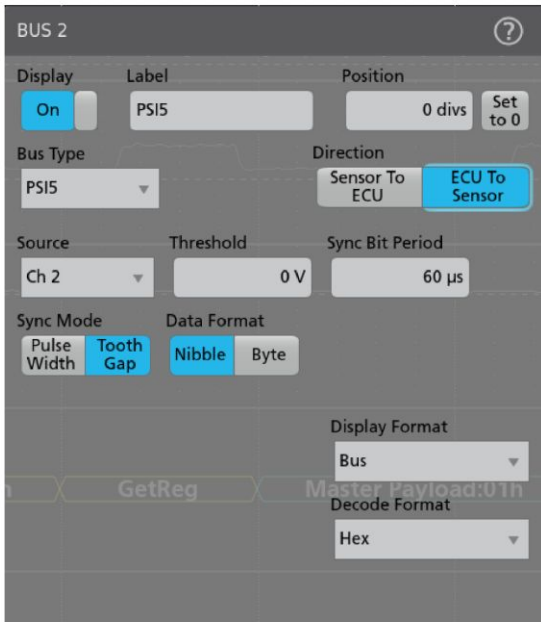 BUS 2
?
Display Label Position
On PSI5 0 divs Set to 0
Bus Type Direction
PSI5 Sensor To ECU ECU To Sensor
Source Threshold Sync Bit Period
Ch 2 0 V 60 µs
Sync Mode Data Format
Pulse Width Tooth Gap Nibble Byte
Display Format
Bus
h GetReg Master Payload:01h
Decode Format
Hex